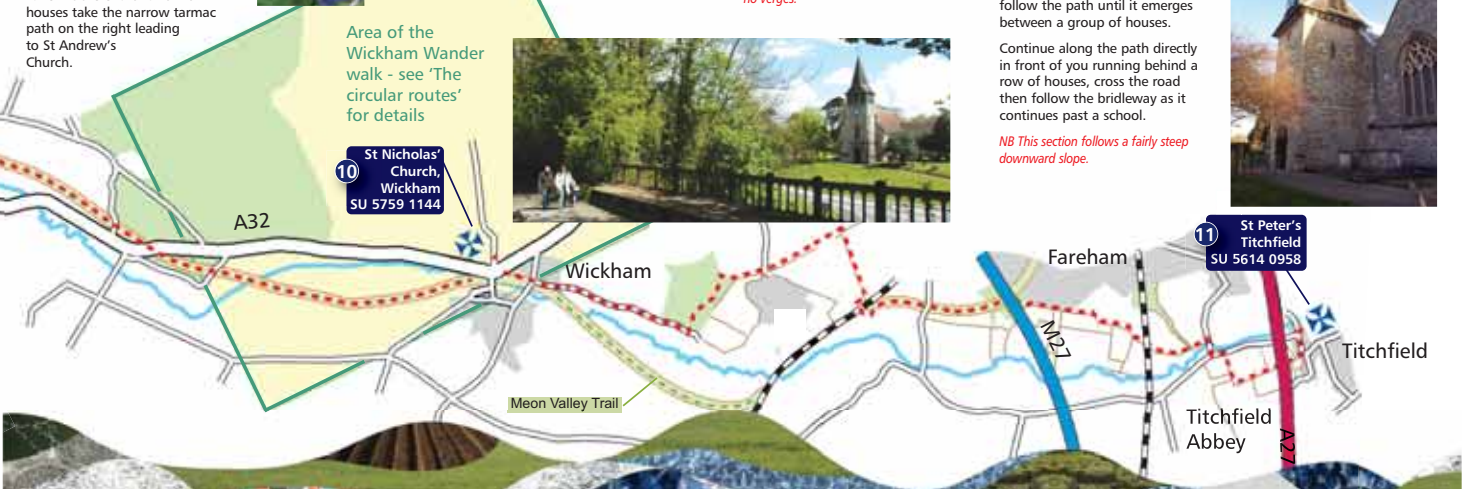 houses take the narrow tarmac
path on the right leading
to St Andrew's
Church.
Area of the
Wickham Wander
walk - see 'The
circular routes'
for details
no verges.
follow the path until it emerges
between a group of houses.
Continue along the path directly
in front of you running behind a
row of houses, cross the road
then follow the bridleway as it
continues past a school.
NB This section follows a fairly steep
downward slope.
10
St Nicholas'
Church,
Wickham
SU 5759 1144
A32
Wickham
Meon Valley Trail
M27
Fareham
11
St Peter's
Titchfield
SU 5614 0958
Titchfield
Titchfield
Abbey
A27